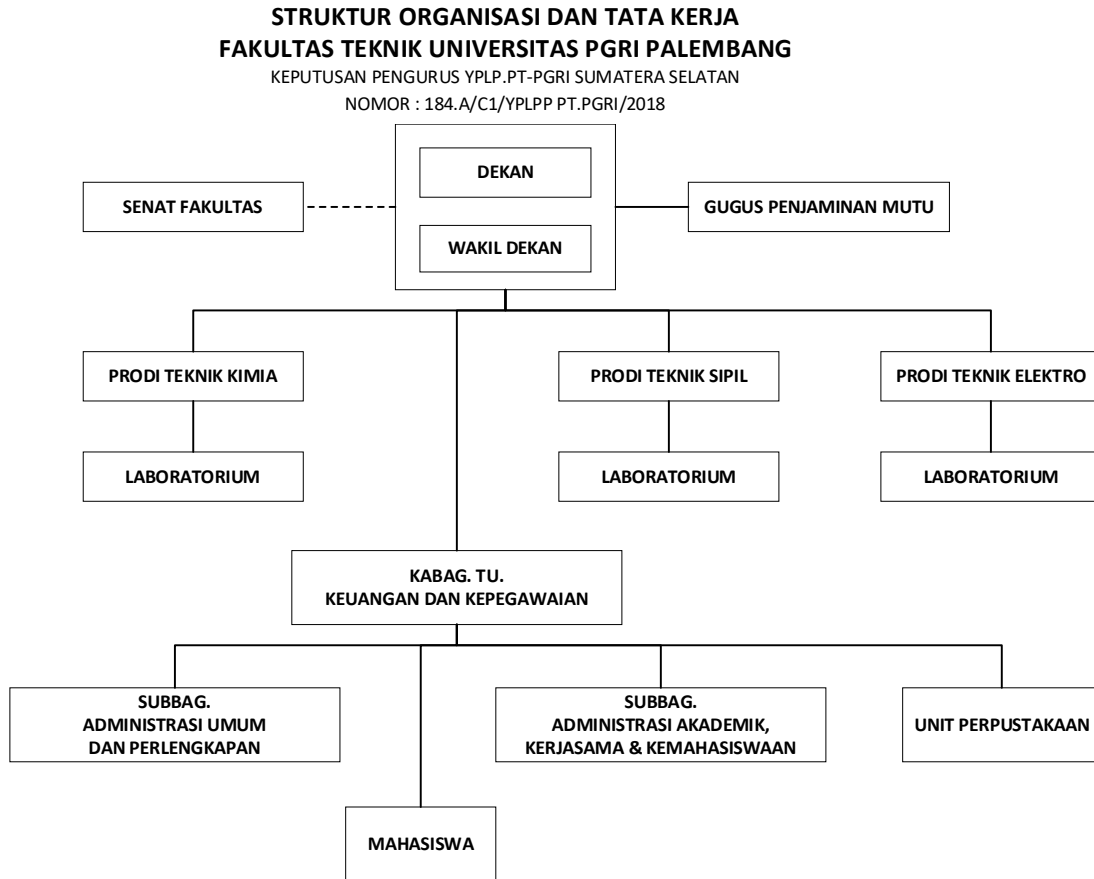 STRUKTUR ORGANISASI DAN TATA KERJA
FAKULTAS TEKNIK UNIVERSITAS PGRI PALEMBANG
KEPUTUSAN PENGURUS YPLP.PT-PGRI SUMATERA SELATAN
NOMOR : 184.A/C1/YPLPP PT.PGRI/2018
DEKAN
SENAT FAKULTAS
GUGUS PENJAMINAN MUTU
WAKIL DEKAN
PRODI TEKNIK KIMIA
PRODI TEKNIK SIPIL
PRODI TEKNIK ELEKTRO
LABORATORIUM
LABORATORIUM
LABORATORIUM
KABAG. TU.
KEUANGAN DAN KEPEGAWAIAN
SUBBAG.
ADMINISTRASI UMUM
DAN PERLENGKAPAN
SUBBAG.
ADMINISTRASI AKADEMIK,
KERJASAMA & KEMAHASISWAAN
UNIT PERPUSTAKAAN
MAHASISWA